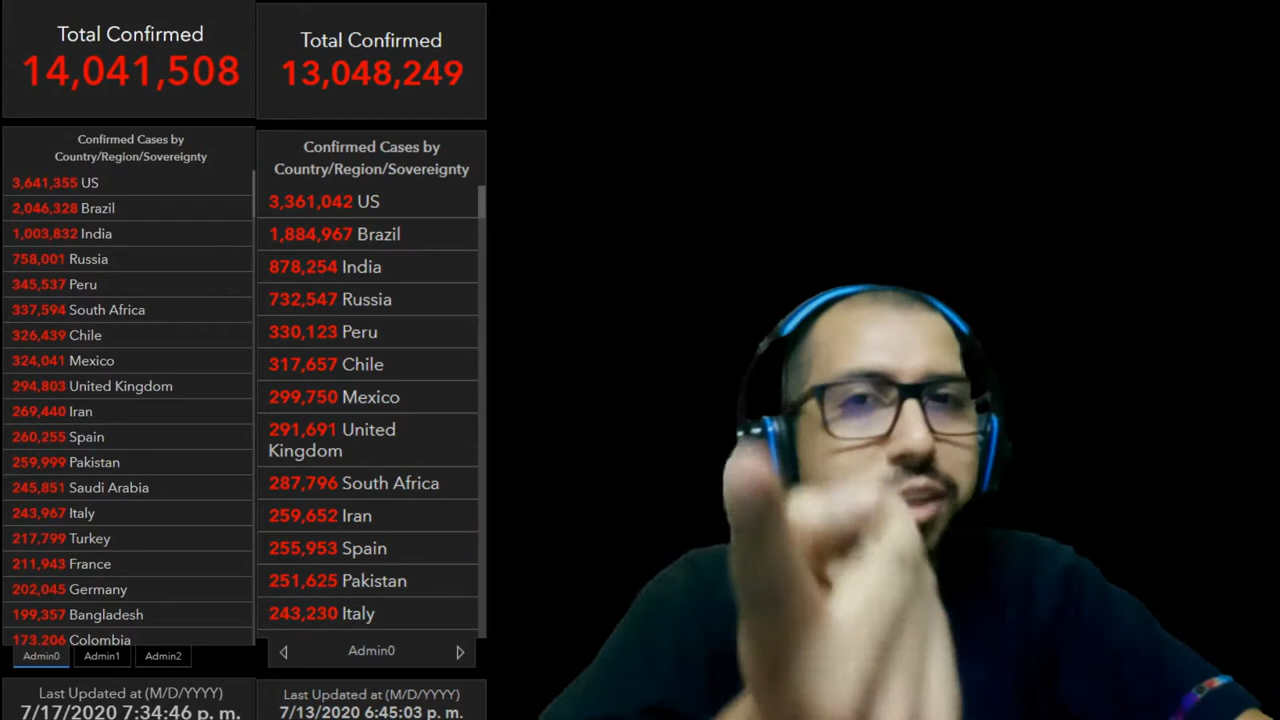 Total Confirmed
14,041,508
Confirmed Cases by
Country/Region/Sovereignty
3,641,355 US
2,046,328 Brazil
1,003,832 India
758,001 Russia
345,537 Peru
337,594 South Africa
326,439 Chile
324,041 Mexico
294,803 United Kingdom
269,440 Iran
260,255 Spain
259,999 Pakistan
245,851 Saudi Arabia
243,967 Italy
217,799 Turkey
211,943 France
202,045 Germany
199,357 Bangladesh
173,206 Colombia
Admin0 Admin1 Admin2
Last Updated at (M/D/YYYY)
7/17/2020 7:34:46 p. m.
Total Confirmed
13,048,249
Confirmed Cases by
Country/Region/Sovereignty
3,361,042 US
1,884,967 Brazil
878,254 India
732,547 Russia
330,123 Peru
317,657 Chile
299,750 Mexico
291,691 United
Kingdom
287,796 South Africa
259,652 Iran
255,953 Spain
251,625 Pakistan
243,230 Italy
Admin0
Last Updated at (M/D/YYYY)
7/13/2020 6:45:03 p. m.